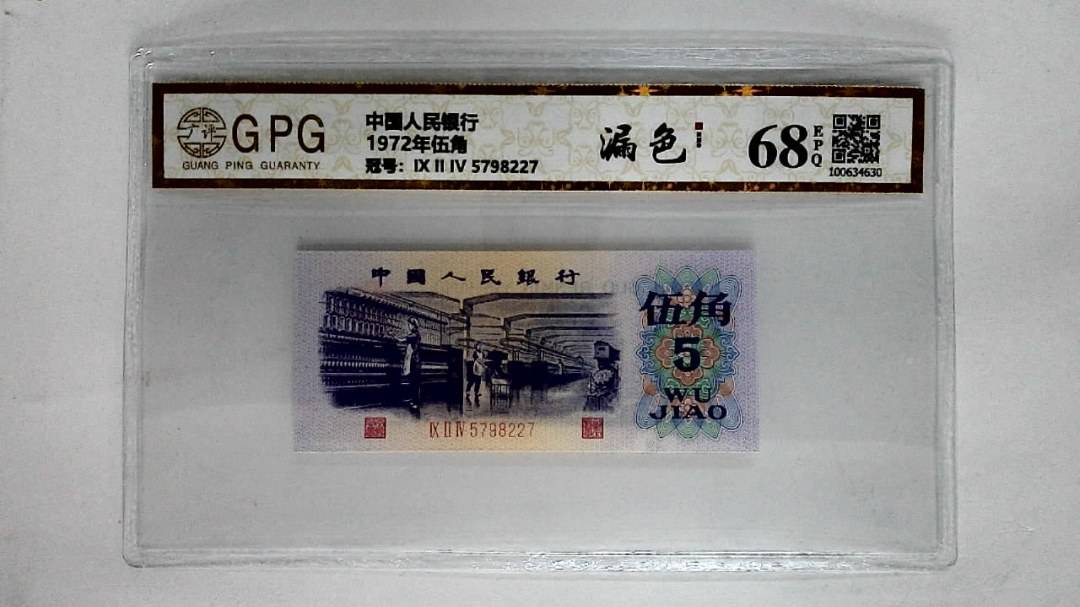 广评
GPG
GUANG PING GUARANTY
中国人民银行
1972年伍角
冠号：IX II IV 5798227
漏色
68
EPQ
100634630
中國人民銀行
伍角
5
WU
JIAO
IX II IV 5798227